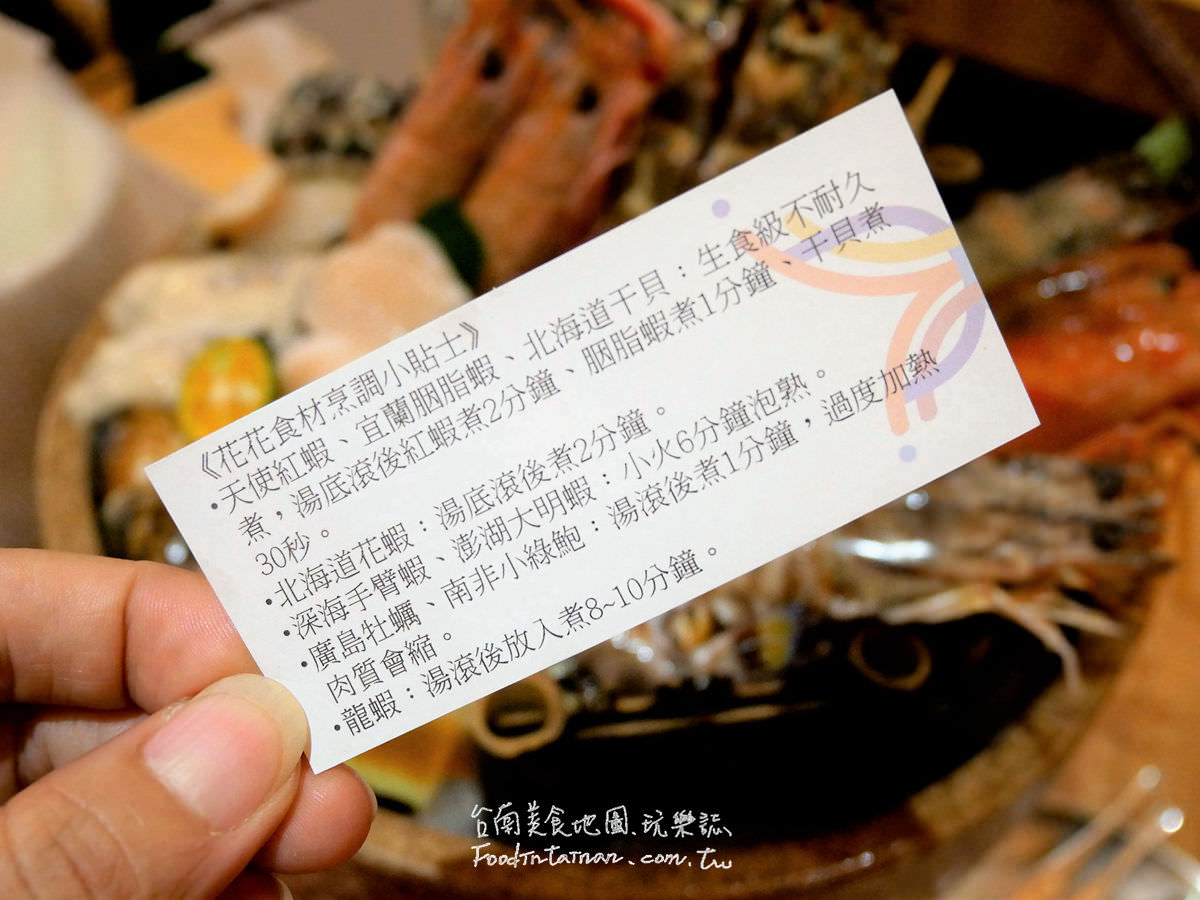 《花花食材烹調小貼士》
•天使紅蝦、宜蘭胭脂蝦、北海道干貝：生食級不耐久
煮，湯底滾後紅蝦煮2分鐘、胭脂蝦煮1分鐘、干貝煮
30秒。
•北海道花蝦：湯底滾後煮2分鐘。
•深海手臂蝦、澎湖大明蝦：小火6分鐘泡熟。
•廣島牡蠣、南非小綠鮑：湯滾後煮1分鐘，過度加熱
肉質會縮。
•龍蝦：湯滾後放入煮8~10分鐘。
台南美食地圖.玩樂誌
FoodInTainan.com.tw